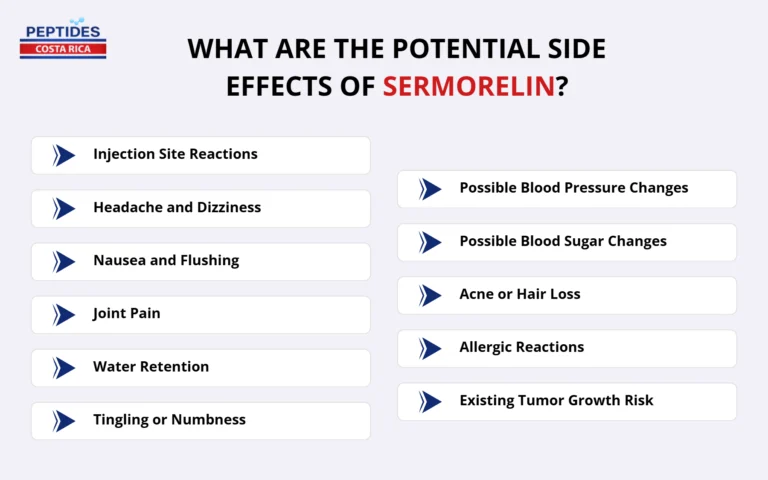 PEPTIDES
COSTA RICA
WHAT ARE THE POTENTIAL SIDE
EFFECTS OF SERMORELIN?
Injection Site Reactions
Headache and Dizziness
Nausea and Flushing
Joint Pain
Water Retention
Tingling or Numbness
Possible Blood Pressure Changes
Possible Blood Sugar Changes
Acne or Hair Loss
Allergic Reactions
Existing Tumor Growth Risk